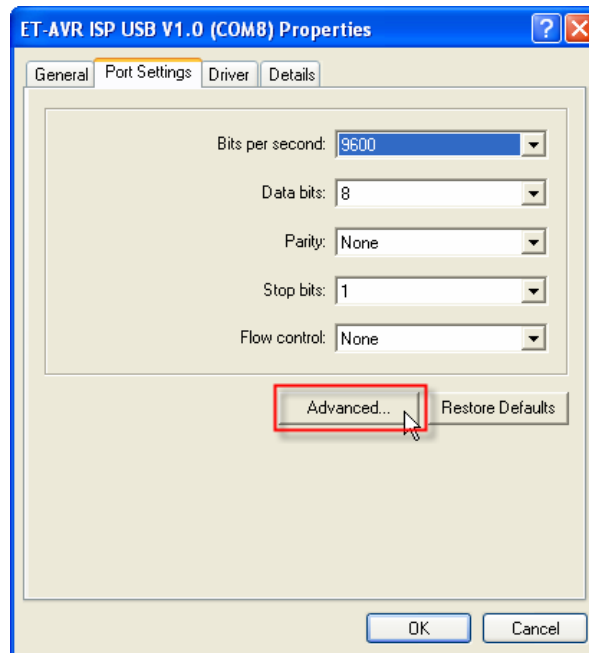 ET-AVR ISP USB V1.0 (COM8) Properties
General Port Settings Driver Details
Bits per second: 9600
Data bits: 8
Parity: None
Stop bits: 1
Flow control: None
Advanced... Restore Defaults
OK Cancel